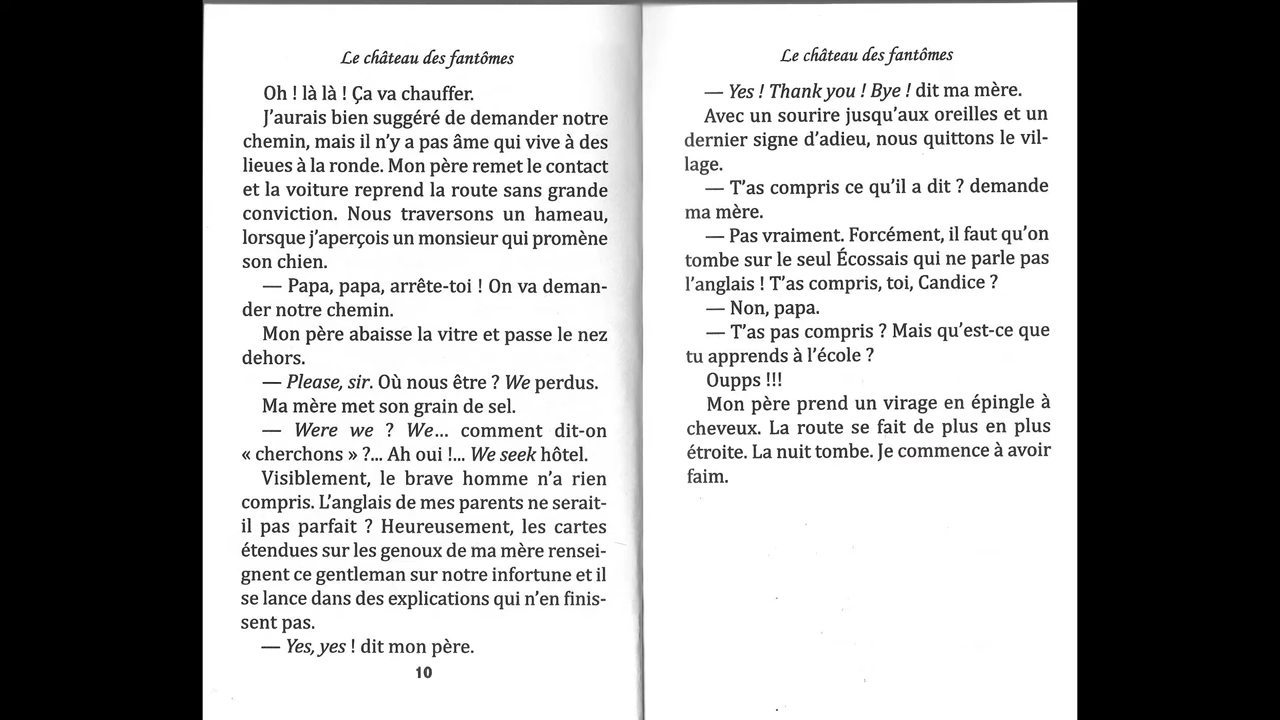 Le château des fantômes
Oh ! là là ! Ça va chauffer.
J'aurais bien suggéré de demander notre
chemin, mais il n'y a pas âme qui vive à des
lieues à la ronde. Mon père remet le contact
et la voiture reprend la route sans grande
conviction. Nous traversons un hameau,
lorsque j'aperçois un monsieur qui promène
son chien.
— Papa, papa, arrête-toi ! On va deman-
der notre chemin.
Mon père abaisse la vitre et passe le nez
dehors.
— Please, sir. Où nous être ? We perdus.
Ma mère met son grain de sel.
— Were we ? We... comment dit-on
« cherchons » ?... Ah oui !... We seek hôtel.
Visiblement, le brave homme n'a rien
compris. L'anglais de mes parents ne serait-
il pas parfait ? Heureusement, les cartes
étendues sur les genoux de ma mère rensei-
gnent ce gentleman sur notre infortune et il
se lance dans des explications qui n'en finis-
sent pas.
— Yes, yes ! dit mon père.
10
Le château des fantômes
— Yes ! Thank you ! Bye ! dit ma mère.
Avec un sourire jusqu'aux oreilles et un
dernier signe d'adieu, nous quittons le vil-
lage.
— T'as compris ce qu'il a dit ? demande
ma mère.
— Pas vraiment. Forcément, il faut qu'on
tombe sur le seul Écossais qui ne parle pas
l'anglais ! T'as compris, toi, Candice ?
— Non, papa.
— T'as pas compris ? Mais qu'est-ce que
tu apprends à l'école ?
Oupps !!!
Mon père prend un virage en épingle à
cheveux. La route se fait de plus en plus
étroite. La nuit tombe. Je commence à avoir
faim.